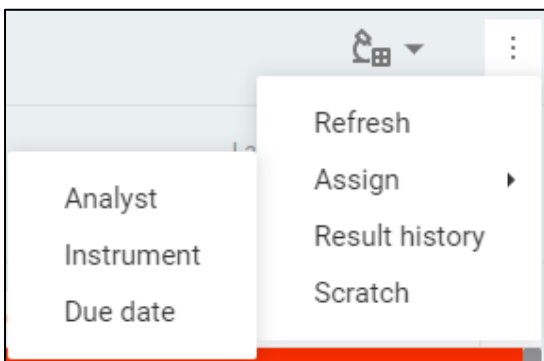 Refresh
Assign
Result history
Scratch
Analyst
Instrument
Due date